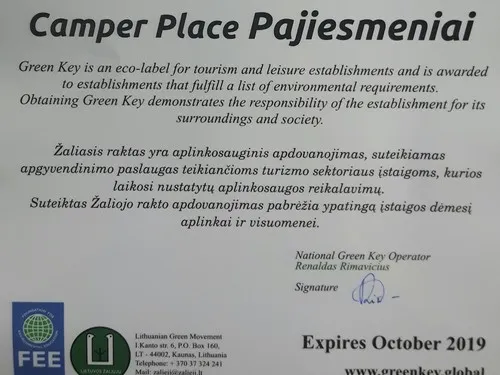 Camper Place Pajiesmeniai
Green Key is an eco-label for tourism and leisure establishments and is awarded
to establishments that fulfill a list of environmental requirements.
Obtaining Green Key demonstrates the responsibility of the establishment for its
surroundings and society.
Žaliasis raktas yra aplinkosauginis apdovanojimas, suteikiamas
apgyvendinimo paslaugas teikiančioms turizmo sektoriaus įstaigoms, kurios
laikosi nustatytų aplinkosaugos reikalavimų.
Suteiktas Žaliojo rakto apdovanojimas pabrėžia ypatingą įstaigos dėmesį
aplinkai ir visuomenei.
National Green Key Operator
Renaldas Rimavicius
Signature
FEE
Lithuanian Green Movement
I.Kanto str. 6, P.O. Box 160,
LT - 44002, Kaunas, Lithuania
Telephone: + 370 37 324 241
Mail: zalieji@zalieji.lt
Expires October 2019
www.greenkey.global